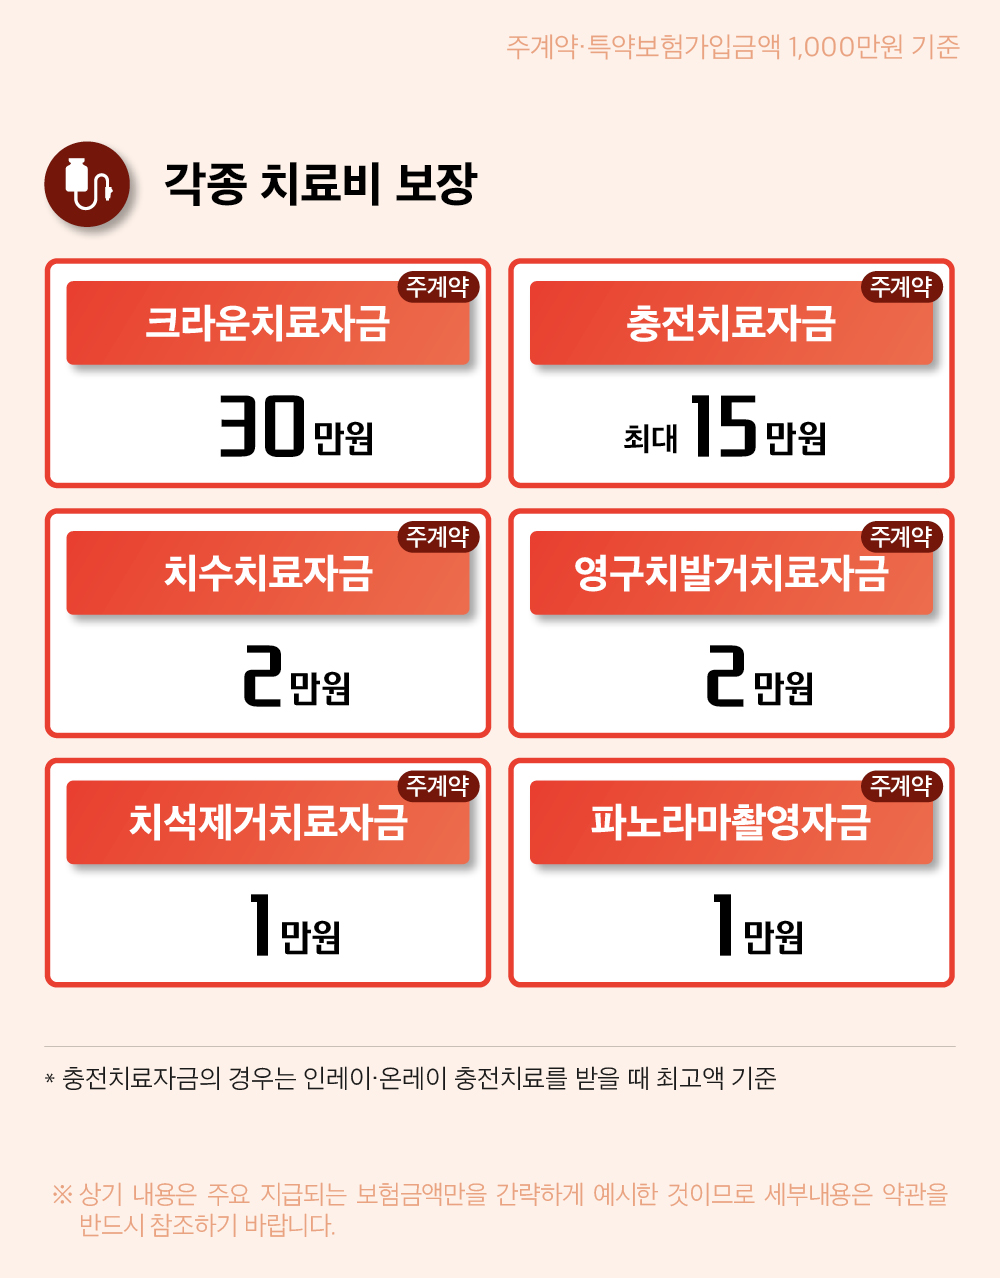 주계약·특약보험가입금액 1,000만원 기준
각종 치료비 보장
주계약
크라운치료자금
30만원
주계약
충전치료자금
최대 15만원
주계약
치수치료자금
2만원
주계약
영구치발거치료자금
2만원
주계약
치석제거치료자금
1만원
주계약
파노라마촬영자금
1만원
* 충전치료자금의 경우는 인레이·온레이 충전치료를 받을 때 최고액 기준
※ 상기 내용은 주요 지급되는 보험금액만을 간략하게 예시한 것이므로 세부내용은 약관을
반드시 참조하기 바랍니다.